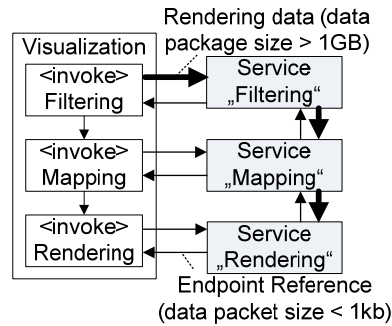 Rendering data (data
package size > 1GB)
Visualization
<invoke>
Filtering
Service
„Filtering“
<invoke>
Mapping
Service
„Mapping“
<invoke>
Rendering
Service
„Rendering“
Endpoint Reference
(data packet size < 1kb)